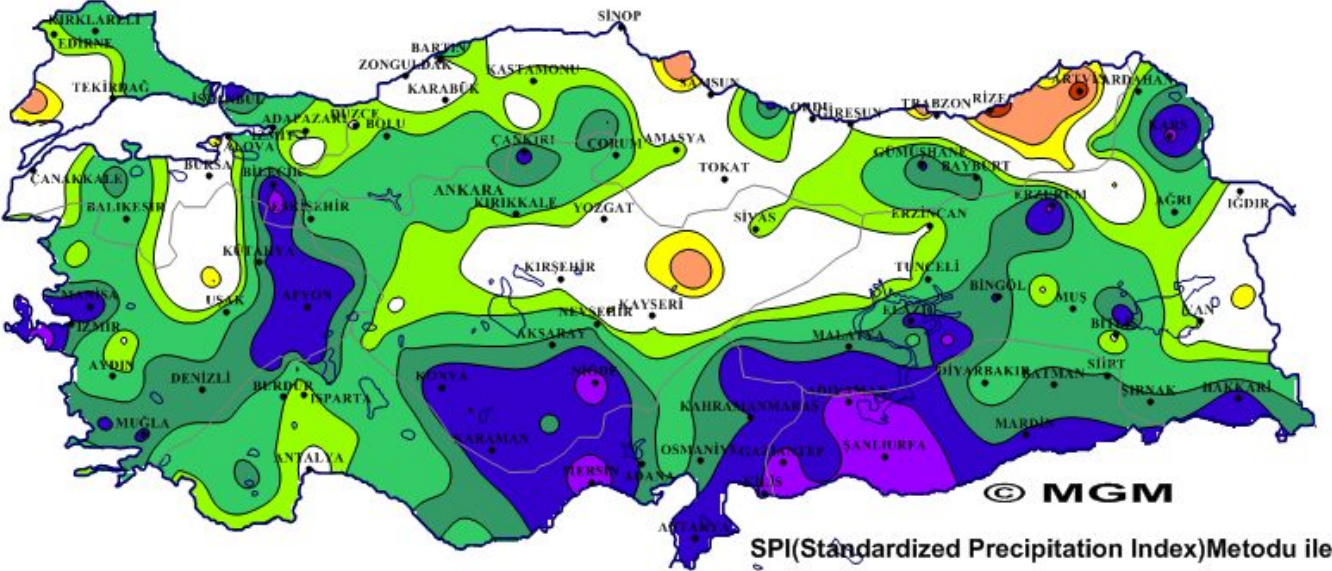 SİNOP
KIRKLARELİ
EDİRNE
BARTIN
ZONGULDAK
KASTAMONU
TEKİRDAĞ
KARABÜK
SAMSUN
ARDAHAN
İSTANBUL
ORDU
GİRESUN
TRABZON
RİZE
ADAPAZARI
DÜZCE
BOLU
KARS
İZMİT
YALOVA
ÇANKIRI
ÇORUM
AMASYA
BURSA
TOKAT
GÜMÜŞHANE
BAYBURT
ÇANAKKALE
BİLECİK
ANKARA
ERZURUM
BALIKESİR
KIRIKKALE
YOZGAT
SİVAS
ERZİNCAN
AĞRI
IĞDIR
KÜTAHYA
KIRŞEHİR
TUNCELİ
BİNGÖL
MANİSA
UŞAK
AFYON
KAYSERİ
MUŞ
VAN
NEVŞEHİR
İZMİR
AKSARAY
MALATYA
ELAZIĞ
AYDIN
DENİZLİ
BURDUR
ISPARTA
KONYA
NİĞDE
ADIYAMAN
DİYARBAKIR
BATMAN
SİİRT
ŞIRNAK
HAKKARİ
MUĞLA
KAHRAMANMARAŞ
MARDİN
KARAMAN
OSMANİYE
GAZİANTEP
ŞANLIURFA
ANTALYA
MERSİN
ADANA
KİLİS
© MGM
ANTAKYA
SPI(Standardized Precipitation Index)Metodu ile